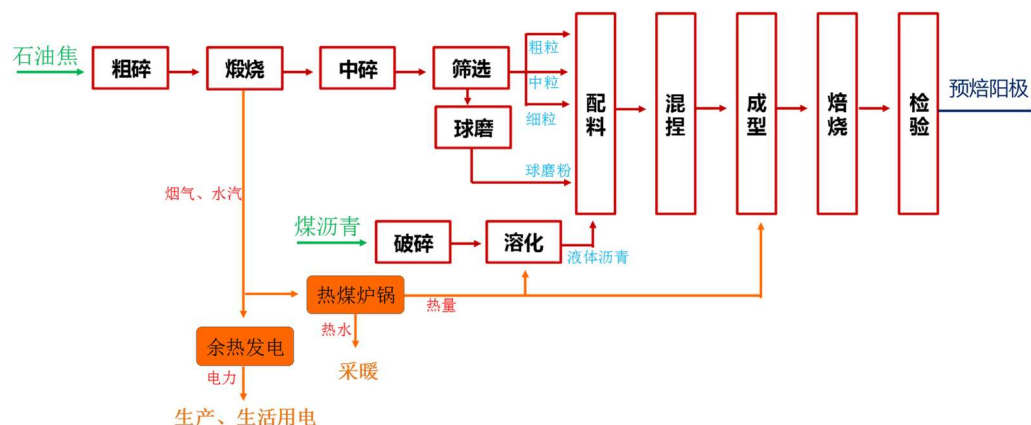 石油焦
粗碎
煅烧
中碎
筛选
粗粒
中粒
细粒
球磨
球磨粉
配料
混捏
成型
焙烧
检验
预焙阳极
烟气、水汽
煤沥青
破碎
溶化
液体沥青
热煤炉锅
热量
热水
采暖
余热发电
电力
生产、生活用电